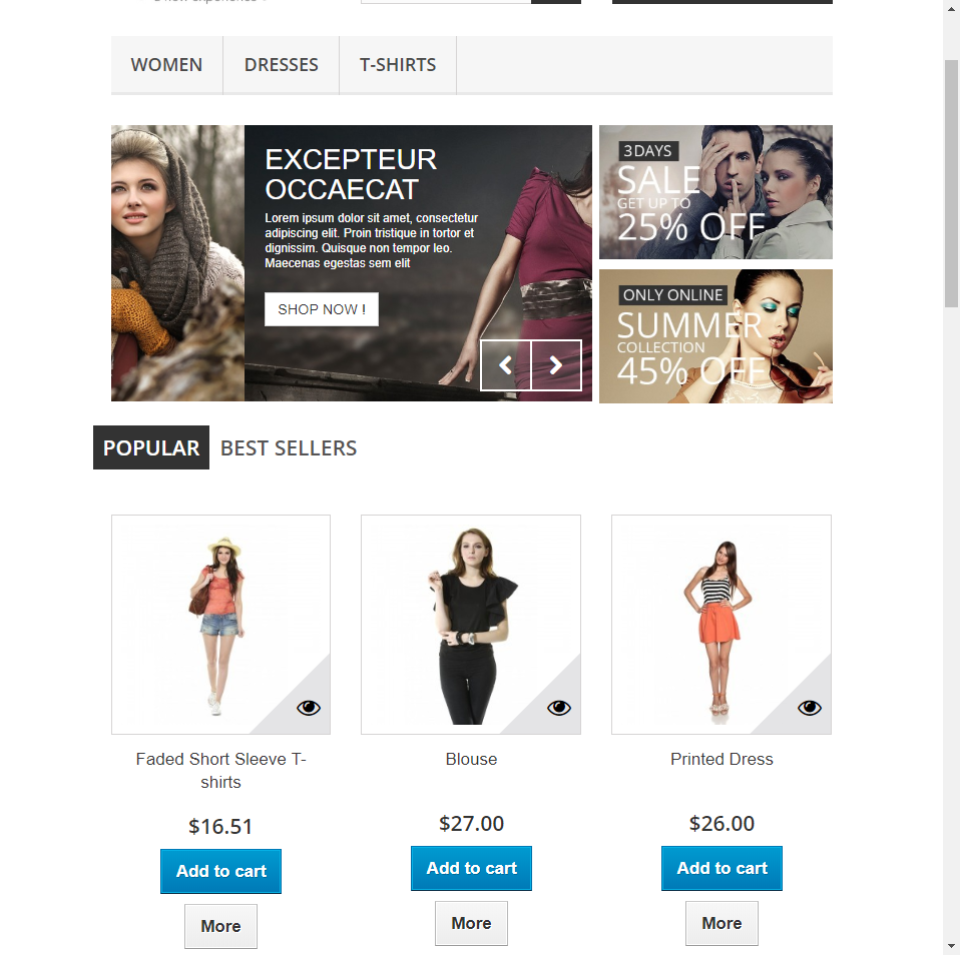 WOMEN
DRESSES
T-SHIRTS
EXCEPTEUR
OCCAECAT
Lorem ipsum dolor sit amet, consectetur
adipiscing elit. Proin tristique in tortor et
dignissim. Quisque non tempor leo.
Maecenas egestas sem elit
SHOP NOW !
3DAYS
SALE
GET UP TO
25% OFF
ONLY ONLINE
SUMMER
COLLECTION
45% OFF
POPULAR
BEST SELLERS
Faded Short Sleeve T-
shirts
$16.51
Add to cart
More
Blouse
$27.00
Add to cart
More
Printed Dress
$26.00
Add to cart
More